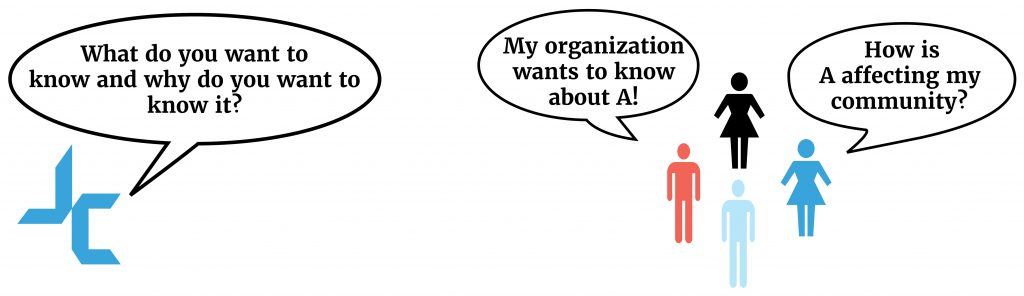 What do you want to
know and why do you want to
know it?
My organization
wants to know
about A!
How is
A affecting my
community?